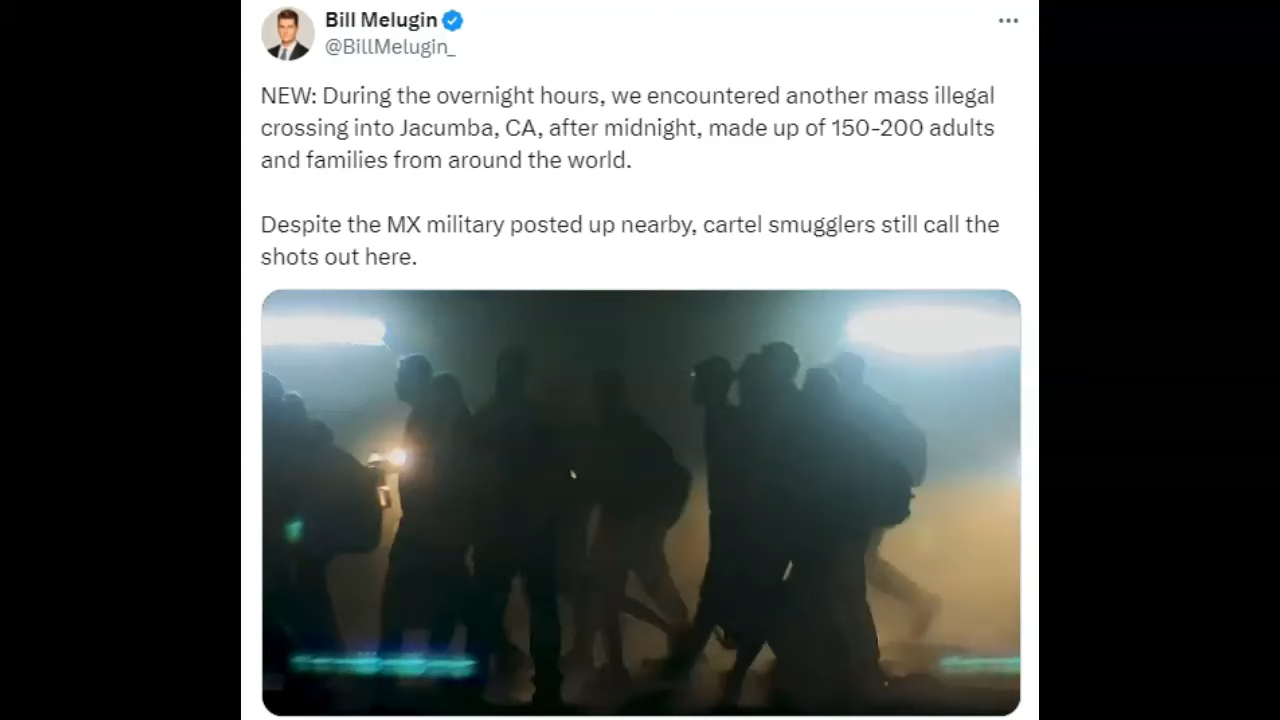 Bill Melugin
@BillMelugin_
NEW: During the overnight hours, we encountered another mass illegal
crossing into Jacumba, CA, after midnight, made up of 150-200 adults
and families from around the world.
Despite the MX military posted up nearby, cartel smugglers still call the
shots out here.